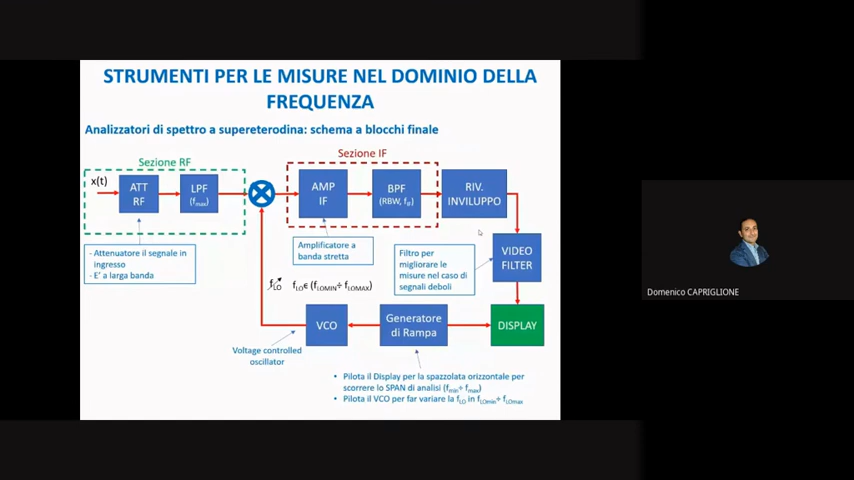 STRUMENTI PER LE MISURE NEL DOMINIO DELLA
FREQUENZA
Analizzatori di spettro a supereterodina: schema a blocchi finale
Sezione RF
Sezione IF
x(t)
ATT
RF
LPF
(fmax)
AMP
IF
BPF
(RBW, fIF)
RIV.
INVILUPPO
- Attenuatore il segnale in
ingresso
- E' a larga banda
Amplificatore a
banda stretta
Filtro per
migliorare le
misure nel caso di
segnali deboli
VIDEO
FILTER
fLO
fLO∈ (fLOMIN÷ fLOMAX)
VCO
Generatore
di Rampa
DISPLAY
Voltage controlled
oscillator
• Pilota il Display per la spazzolata orizzontale per
scorrere lo SPAN di analisi (fmin÷ fmax)
• Pilota il VCO per far variare la fLO in fLOmin÷ fLOmax
Domenico CAPRIGLIONE